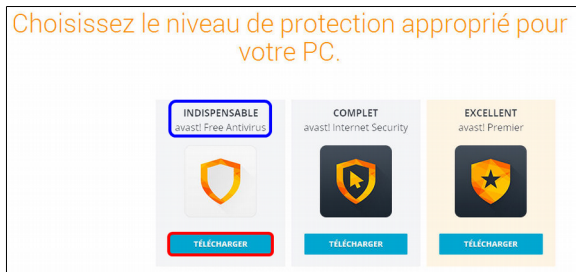 Choisissez le niveau de protection approprié pour
votre PC.
INDISPENSABLE
avast! Free Antivirus
TÉLÉCHARGER
COMPLET
avast! Internet Security
TÉLÉCHARGER
EXCELLENT
avast! Premier
TÉLÉCHARGER